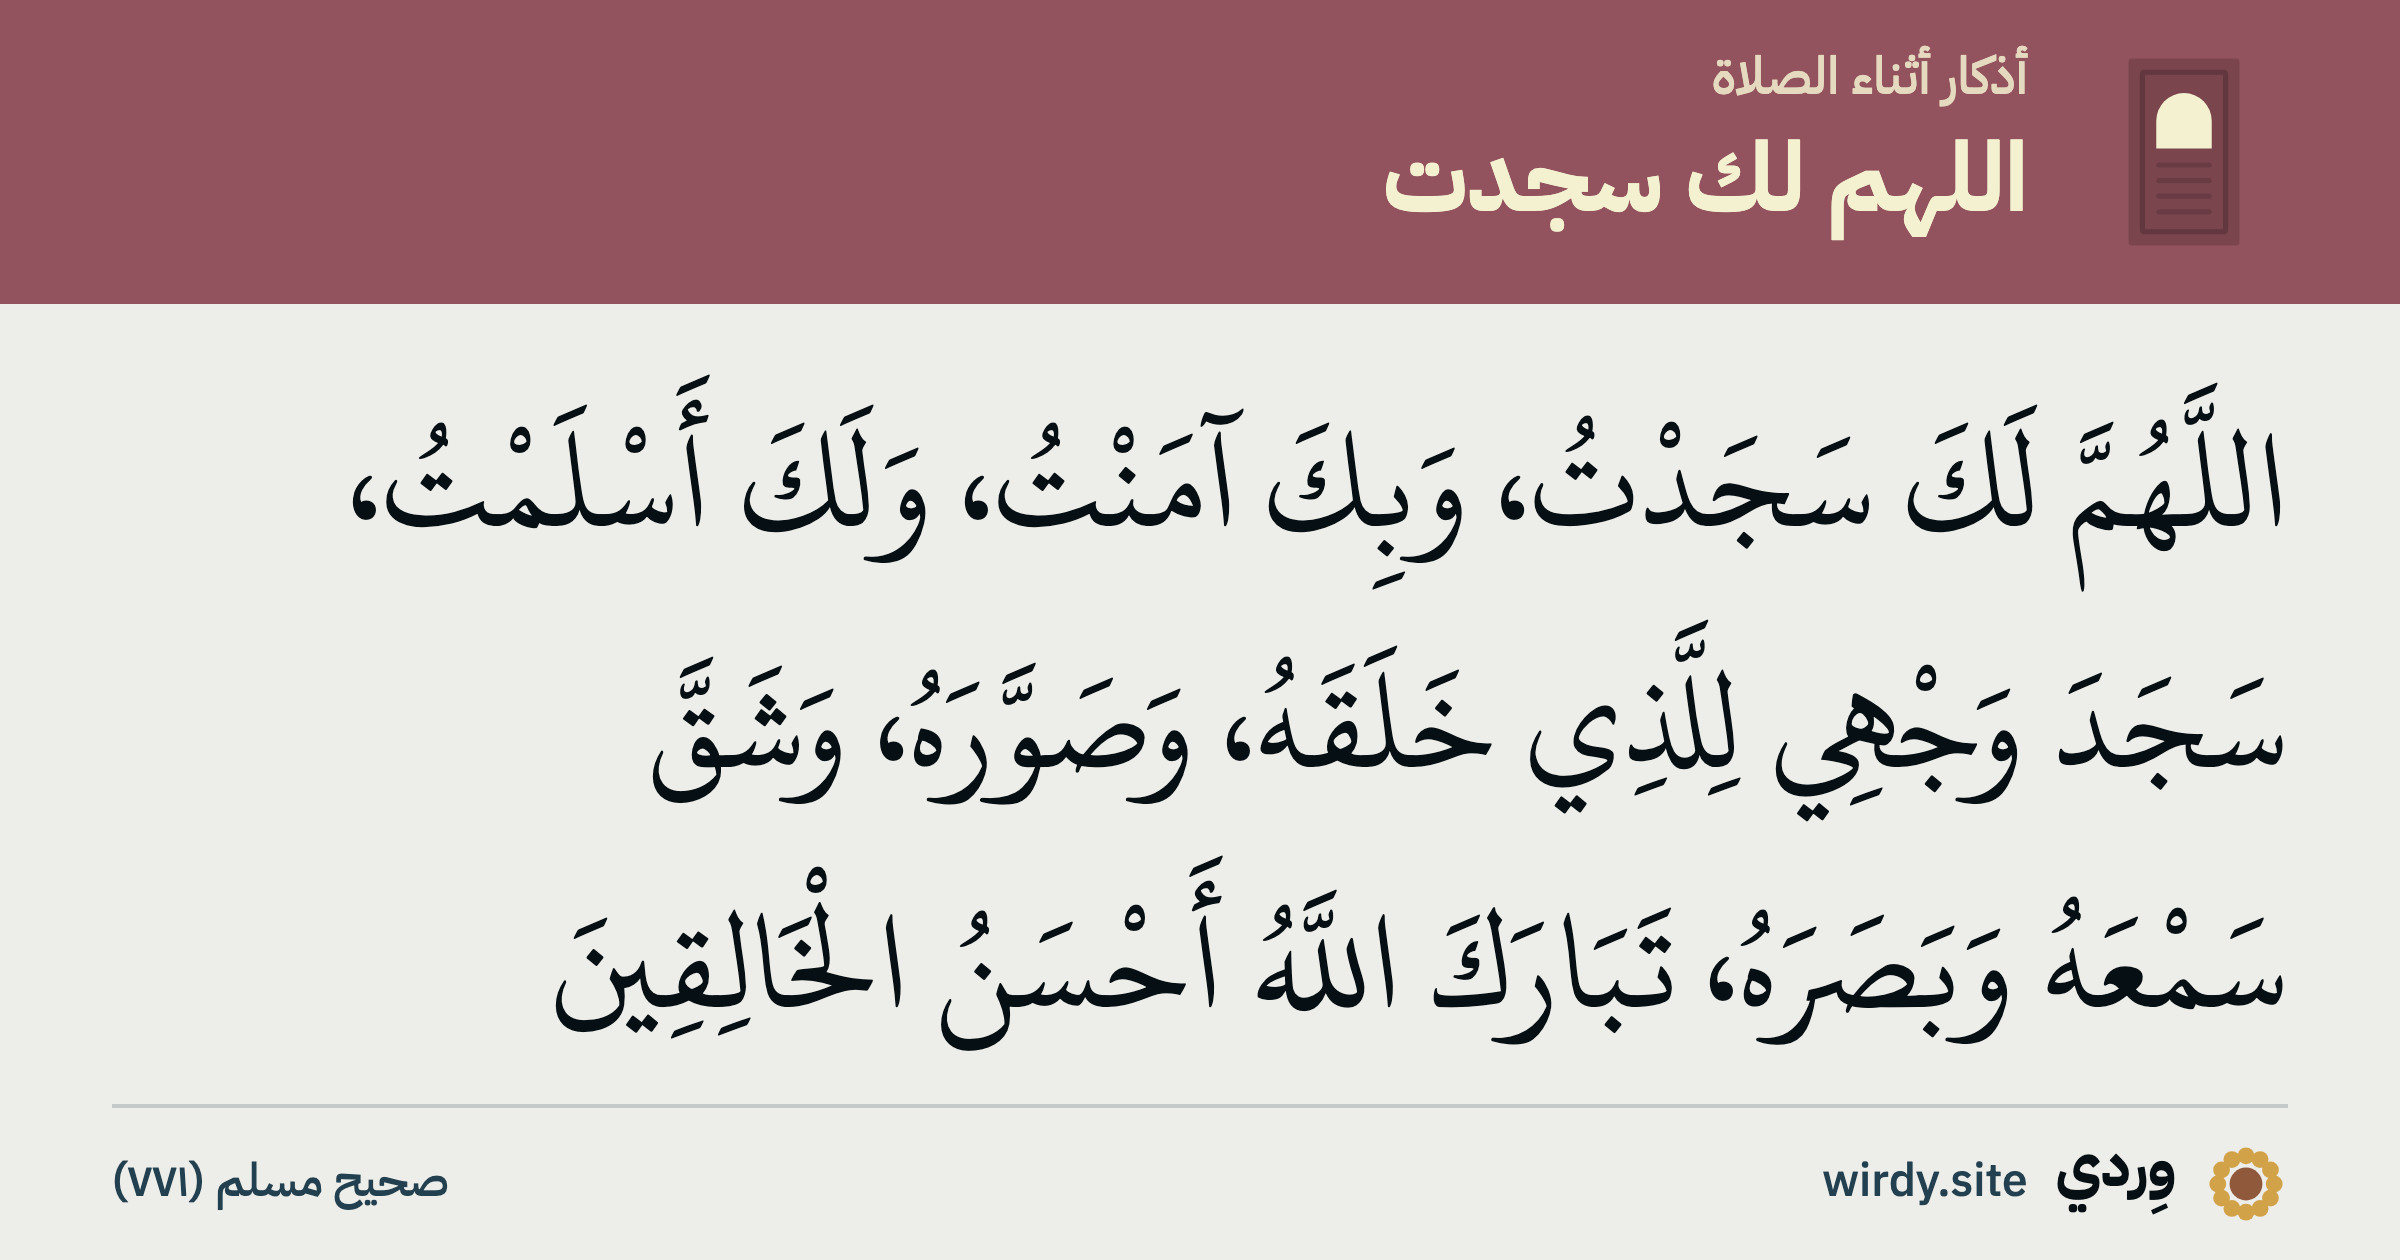 أذكار أثناء الصلاة
اللهم لك سجدت
اللَّهُمَّ لَكَ سَجَدْتُ، وَبِكَ آمَنْتُ، وَلَكَ أَسْلَمْتُ،
سَجَدَ وَجْهِي لِلَّذِي خَلَقَهُ، وَصَوَّرَهُ، وَشَقَّ
سَمْعَهُ وَبَصَرَهُ، تَبَارَكَ اللَّهُ أَحْسَنُ الْخَالِقِينَ
وِردي wirdy.site
صحيح مسلم (٧٧١)